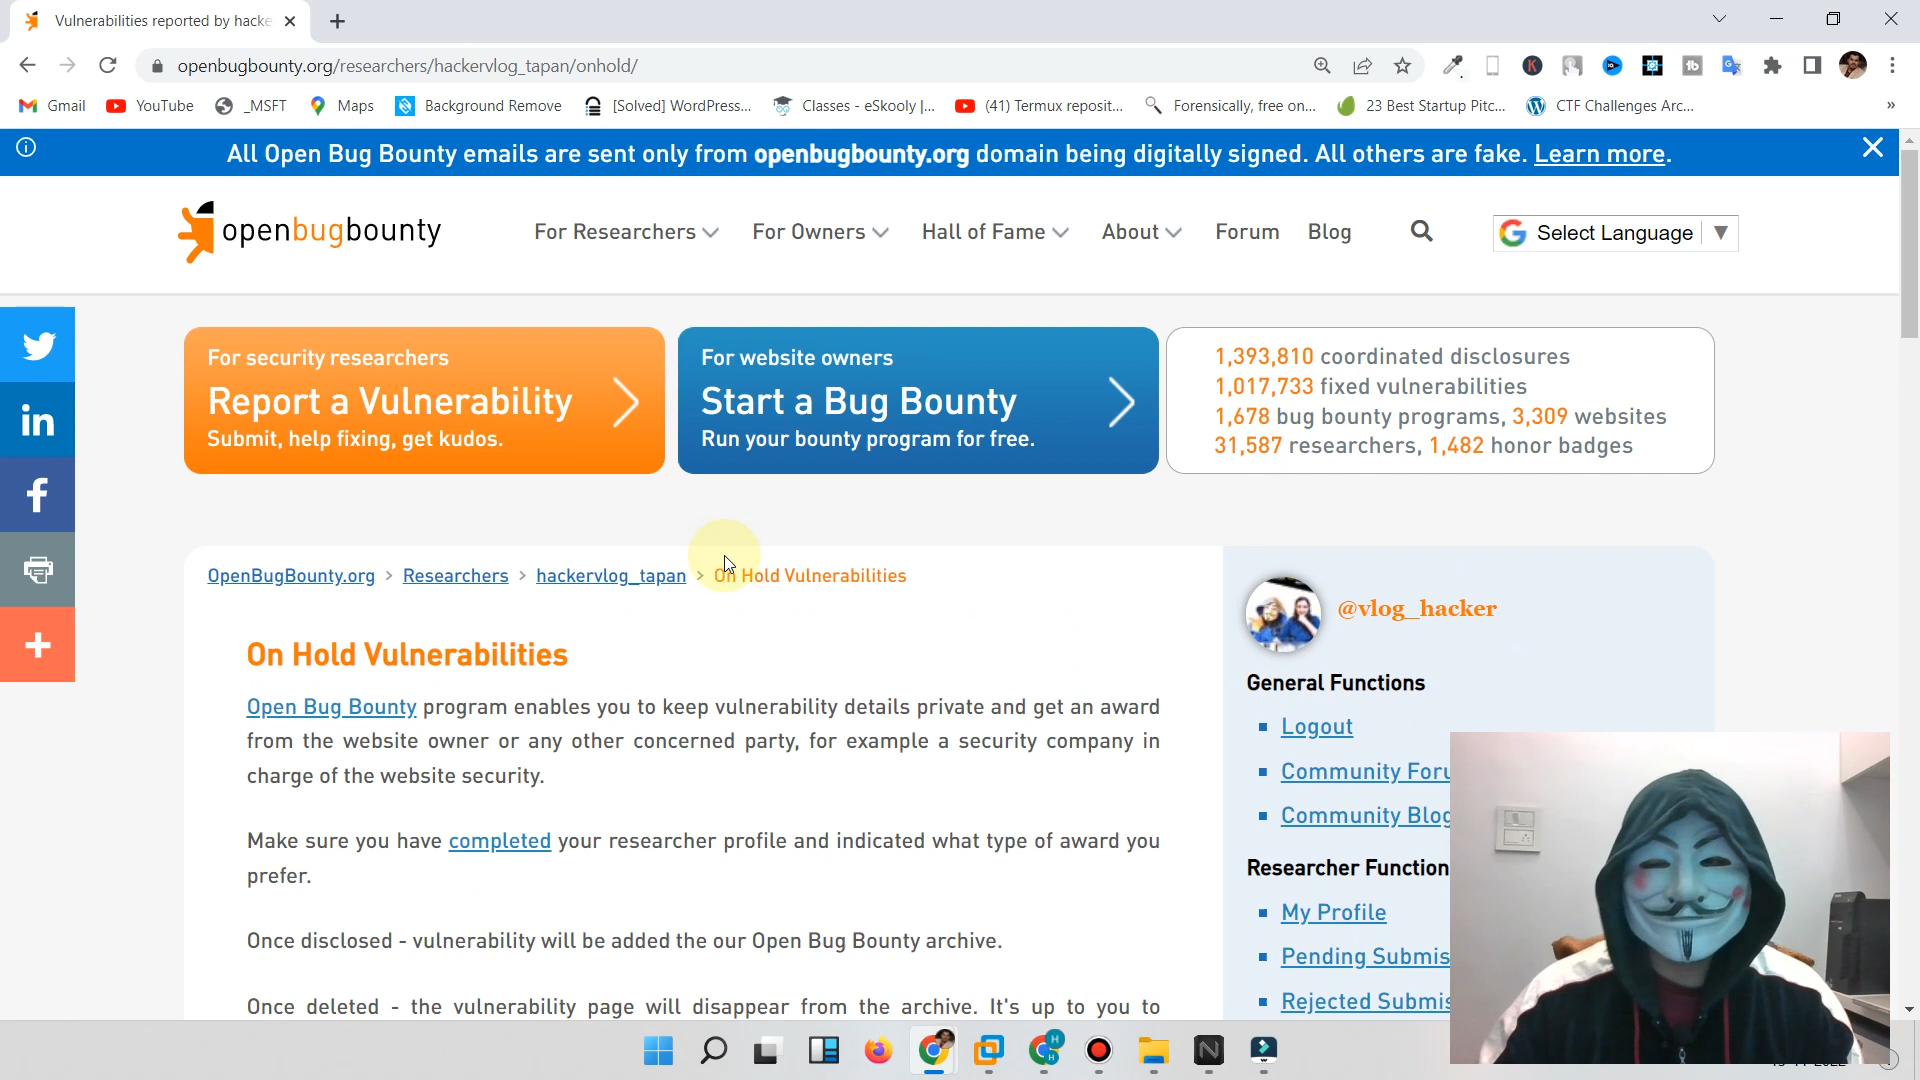 Vulnerabilities reported by hacke
openbugbounty.org/researchers/hackervlog_tapan/onhold/
Gmail
YouTube
_MSFT
Maps
Background Remove
[Solved] WordPress...
Classes - eSkooly |...
(41) Termux reposit...
Forensically, free on...
23 Best Startup Pitc...
CTF Challenges Arc...
All Open Bug Bounty emails are sent only from openbugbounty.org domain being digitally signed. All others are fake. Learn more.
openbugbounty
For Researchers
For Owners
Hall of Fame
About
Forum
Blog
Select Language
For security researchers
Report a Vulnerability
Submit, help fixing, get kudos.
For website owners
Start a Bug Bounty
Run your bounty program for free.
1,393,810 coordinated disclosures
1,017,733 fixed vulnerabilities
1,678 bug bounty programs, 3,309 websites
31,587 researchers, 1,482 honor badges
OpenBugBounty.org > Researchers > hackervlog_tapan > On Hold Vulnerabilities
On Hold Vulnerabilities
Open Bug Bounty program enables you to keep vulnerability details private and get an award
from the website owner or any other concerned party, for example a security company in
charge of the website security.
Make sure you have completed your researcher profile and indicated what type of award you
prefer.
Once disclosed - vulnerability will be added the our Open Bug Bounty archive.
Once deleted - the vulnerability page will disappear from the archive. It's up to you to
@vlog_hacker
General Functions
Logout
Community Foru
Community Blog
Researcher Function
My Profile
Pending Submis
Rejected Submis